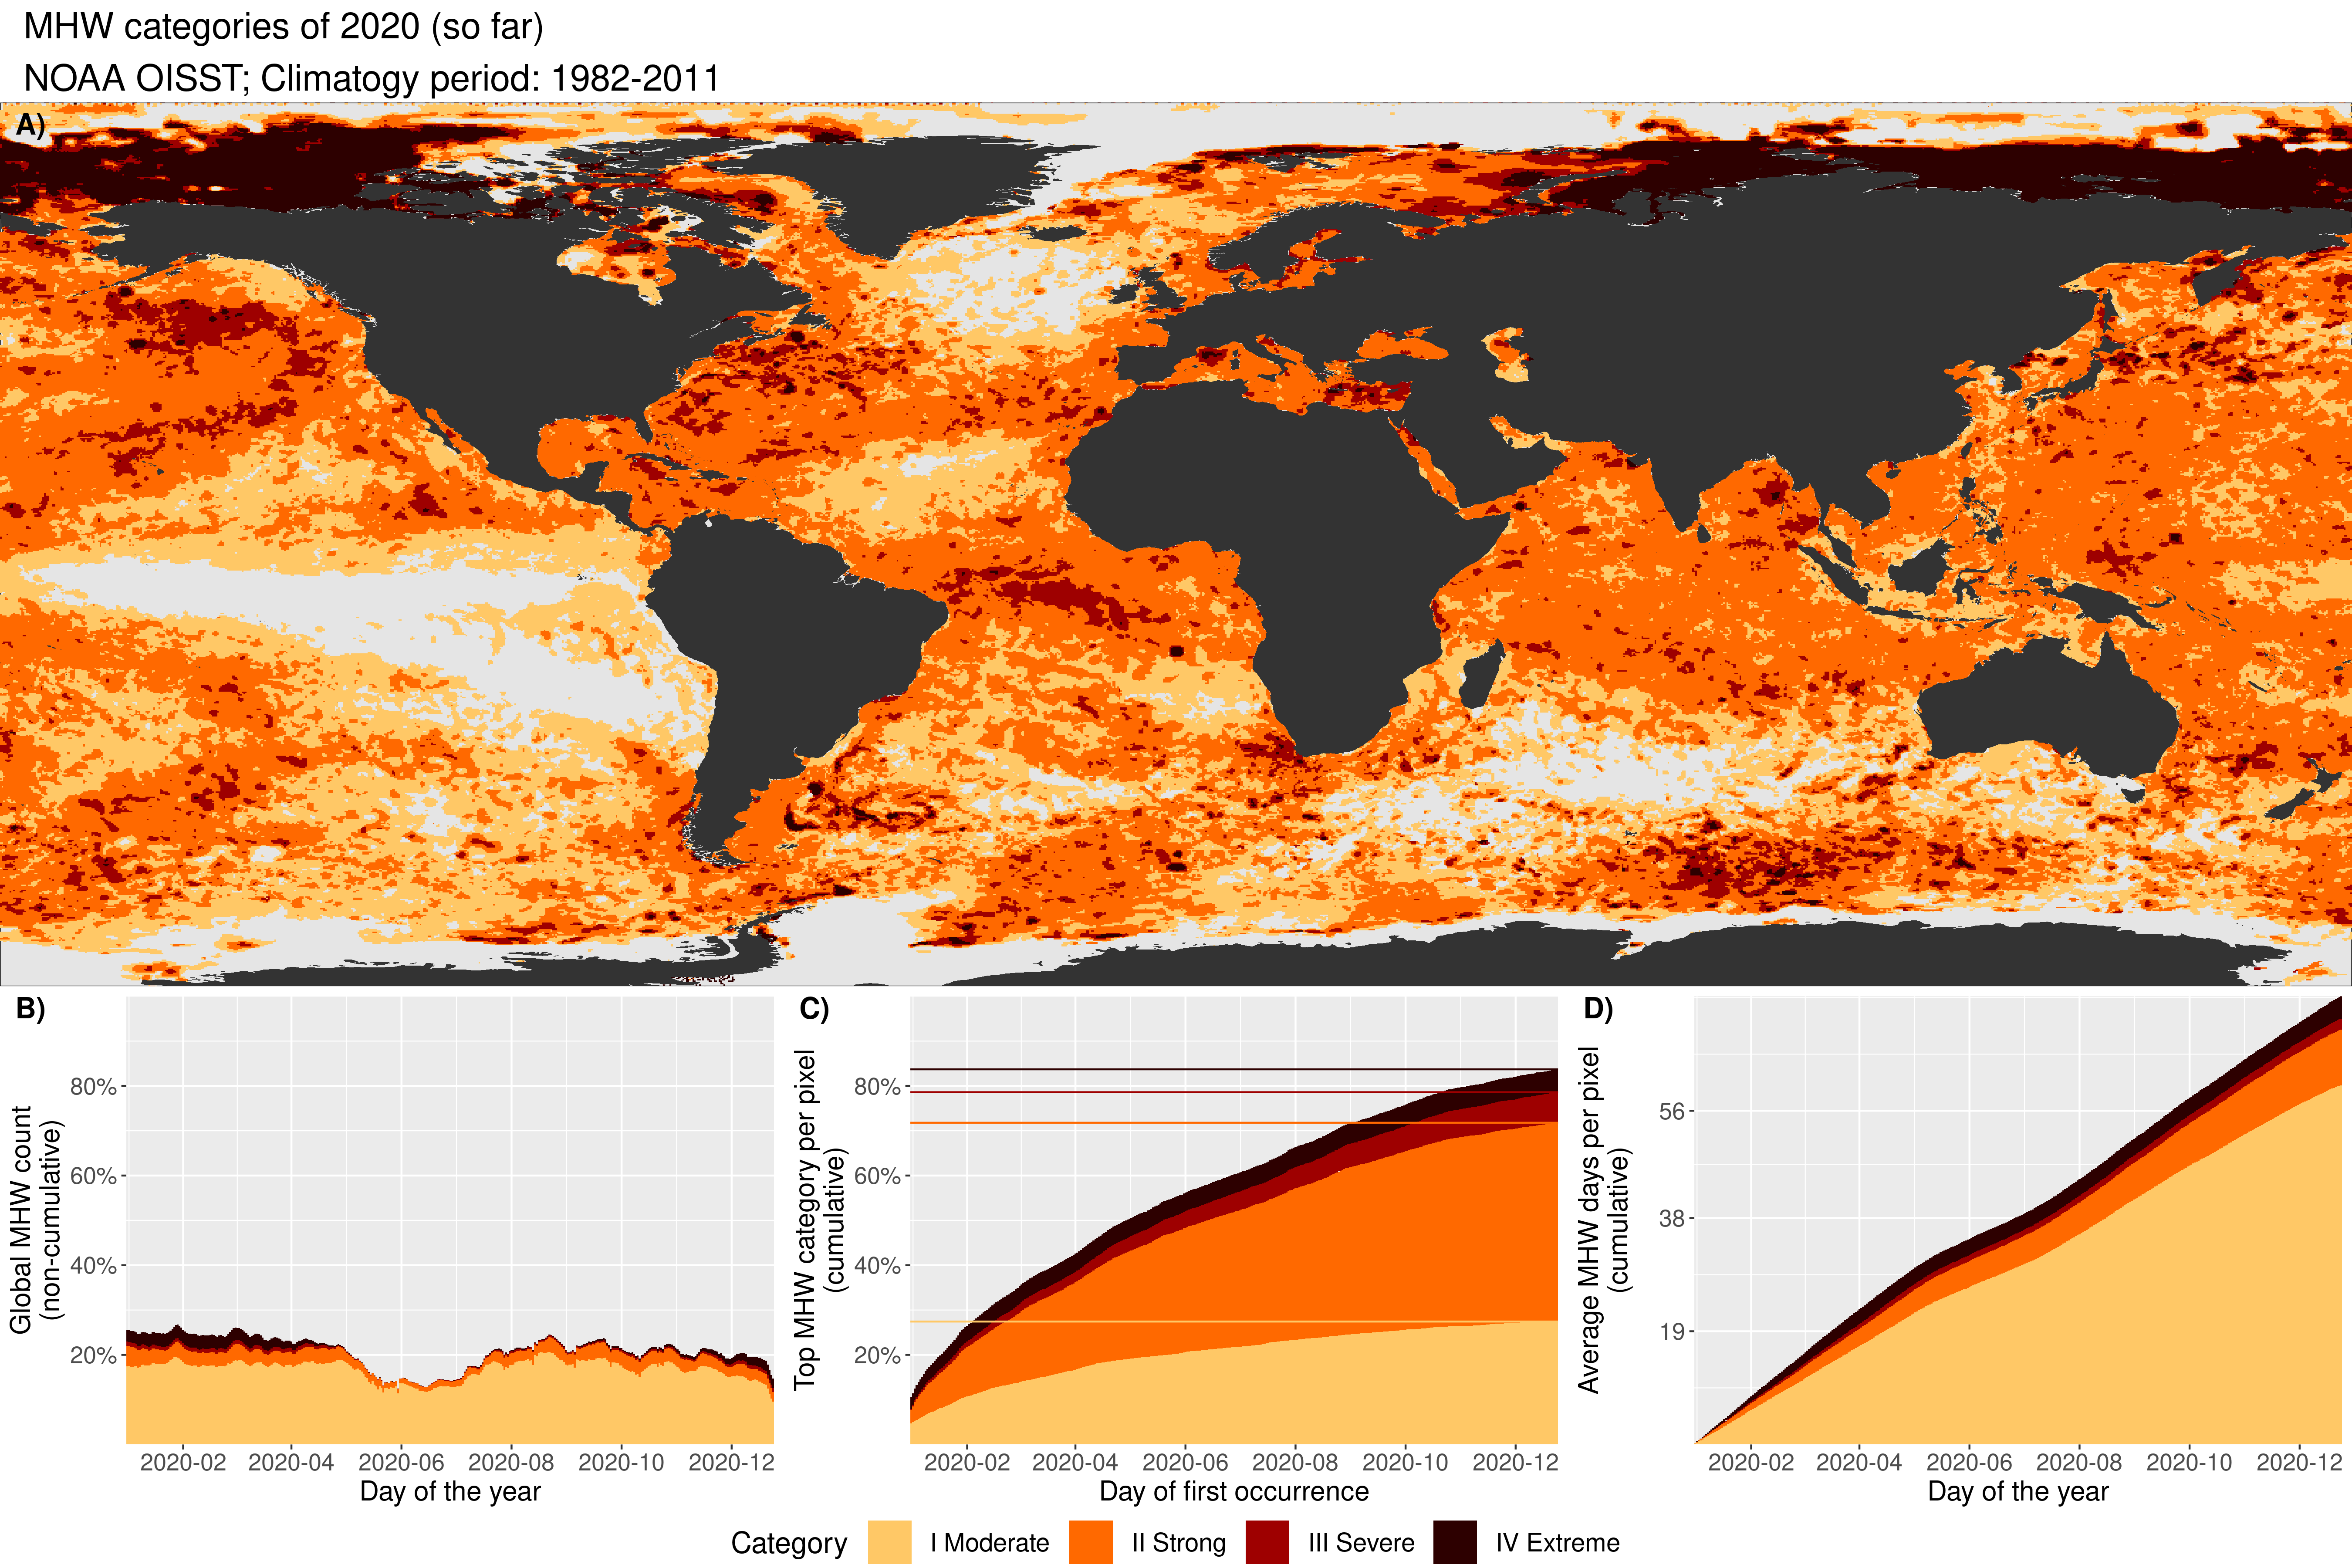 MHW categories of 2020 (so far)
NOAA OISST; Climatogy period: 1982-2011
A)
B)
Global MHW count
(non-cumulative)
80%
60%
40%
20%
2020-02 2020-04 2020-06 2020-08 2020-10 2020-12
Day of the year
C)
Top MHW category per pixel
(cumulative)
80%
60%
40%
20%
2020-02 2020-04 2020-06 2020-08 2020-10 2020-12
Day of first occurrence
D)
Average MHW days per pixel
(cumulative)
56
38
19
2020-02 2020-04 2020-06 2020-08 2020-10 2020-12
Day of the year
Category I Moderate II Strong III Severe IV Extreme